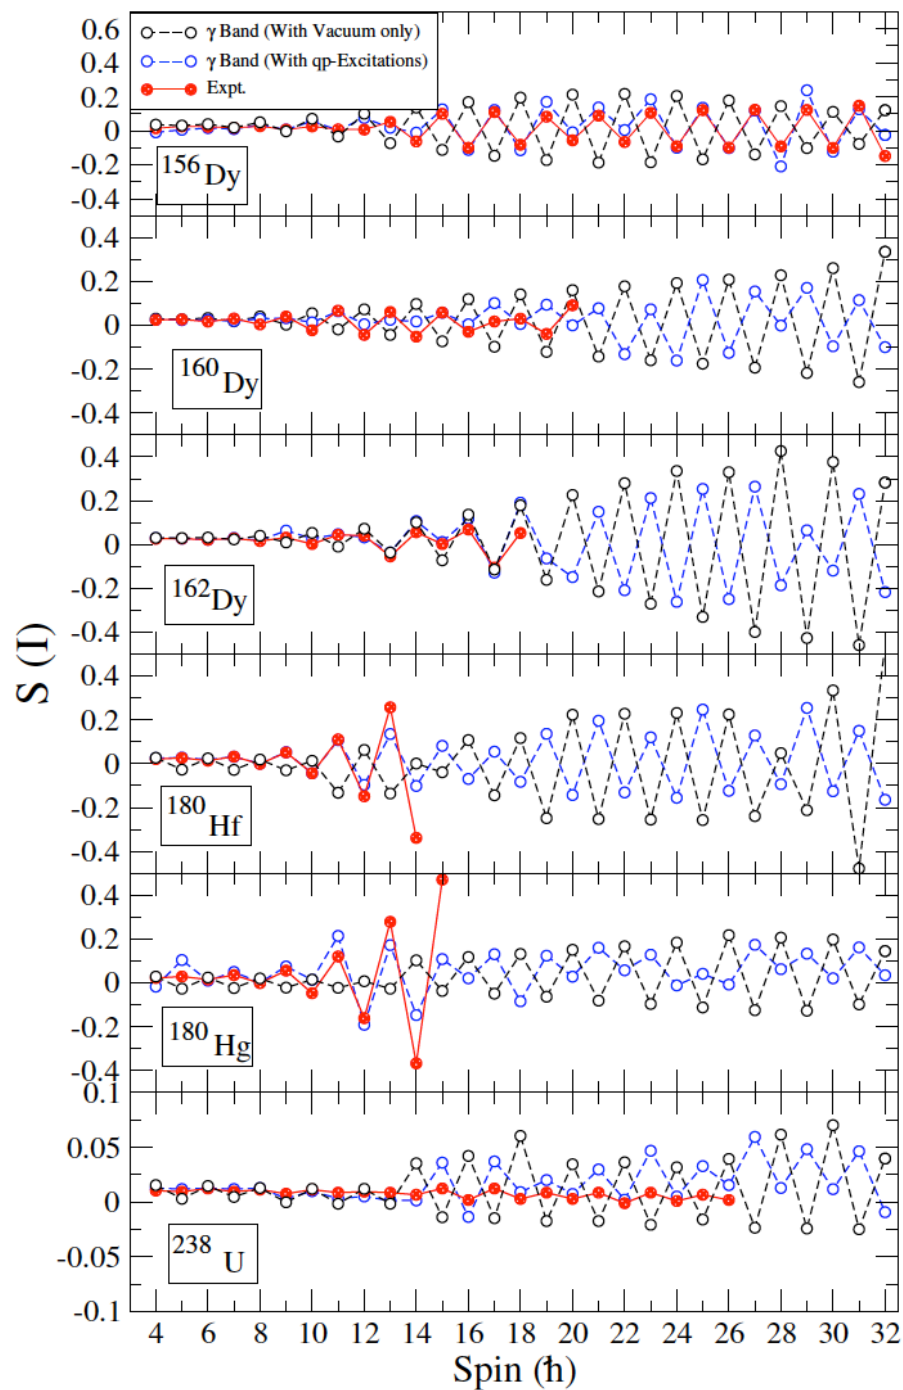 γ Band (With Vacuum only)
γ Band (With qp-Excitations)
Expt.
0.6
0.4
0.2
0
-0.2
-0.4
156Dy
0.4
0.2
0
-0.2
-0.4
160Dy
0.4
0.2
0
-0.2
-0.4
162Dy
S (I)
0.4
0.2
0
-0.2
-0.4
180Hf
0.4
0.2
0
-0.2
-0.4
180Hg
0.1
0.05
0
-0.05
-0.1
238U
4 6 8 10 12 14 16 18 20 22 24 26 28 30 32
Spin (ħ)